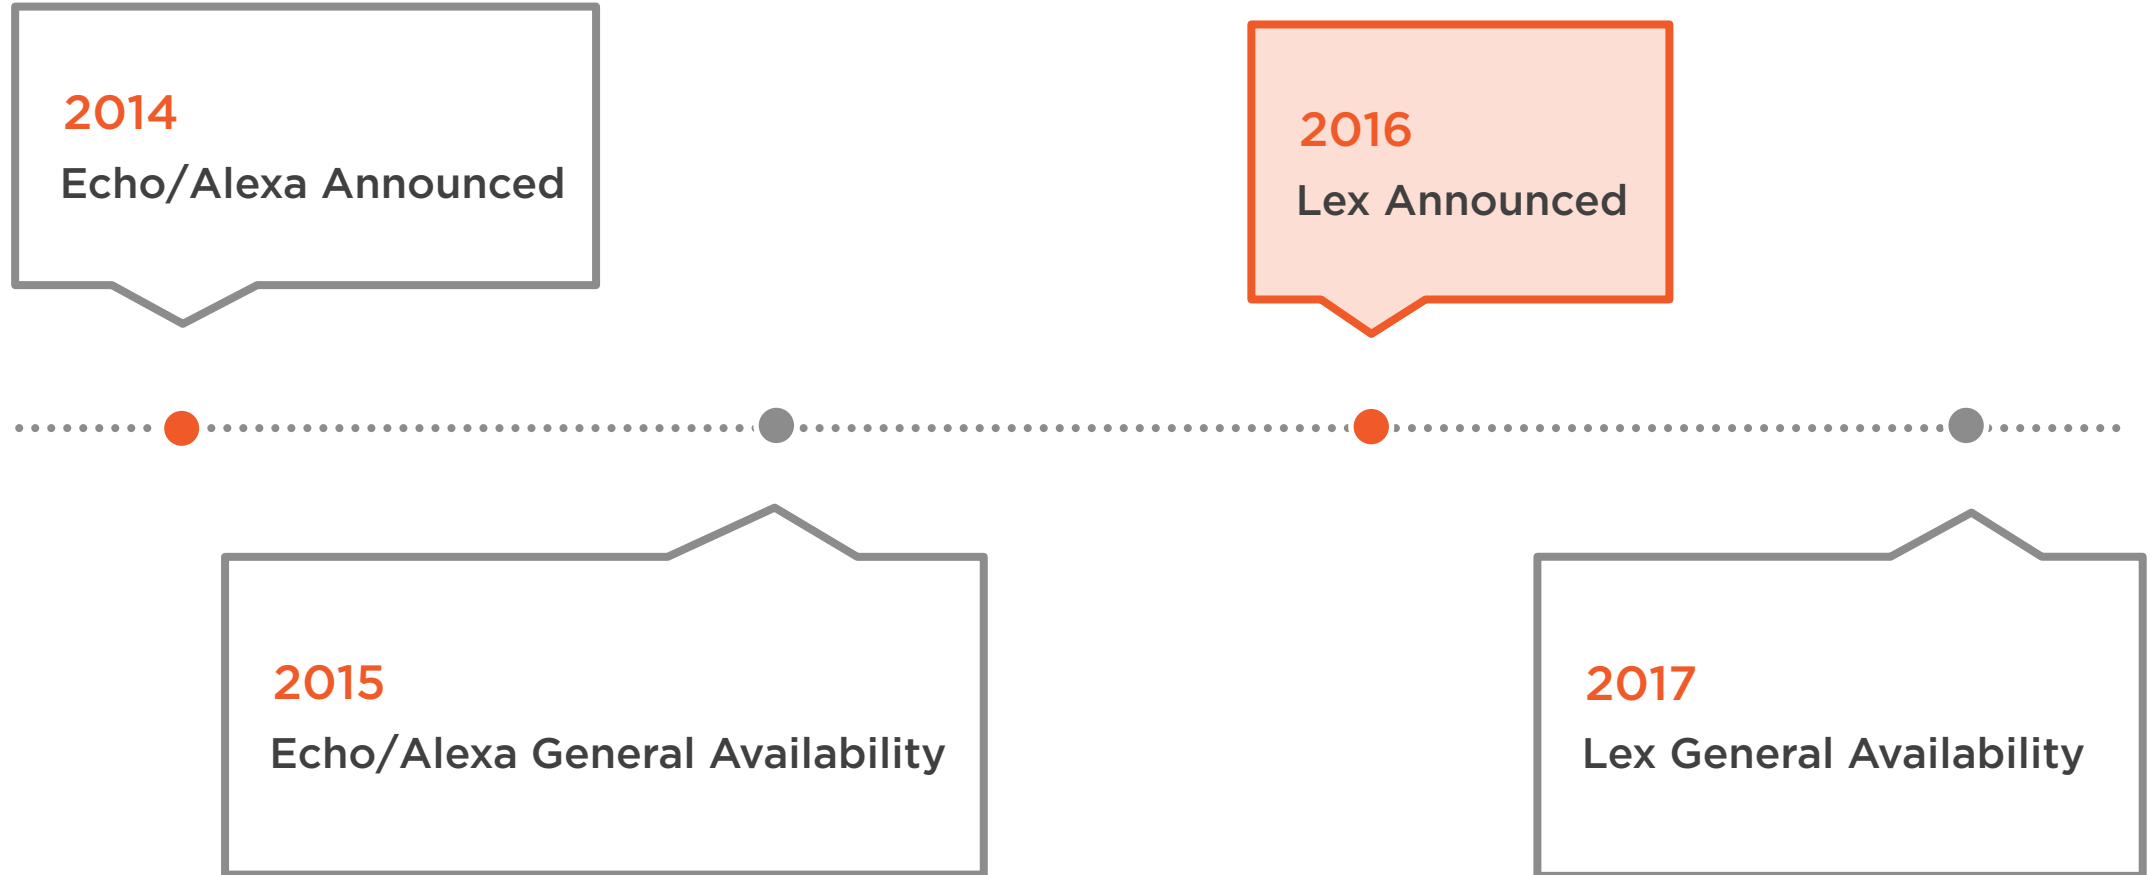 2014
Echo/Alexa Announced
2015
Echo/Alexa General Availability
2016
Lex Announced
2017
Lex General Availability